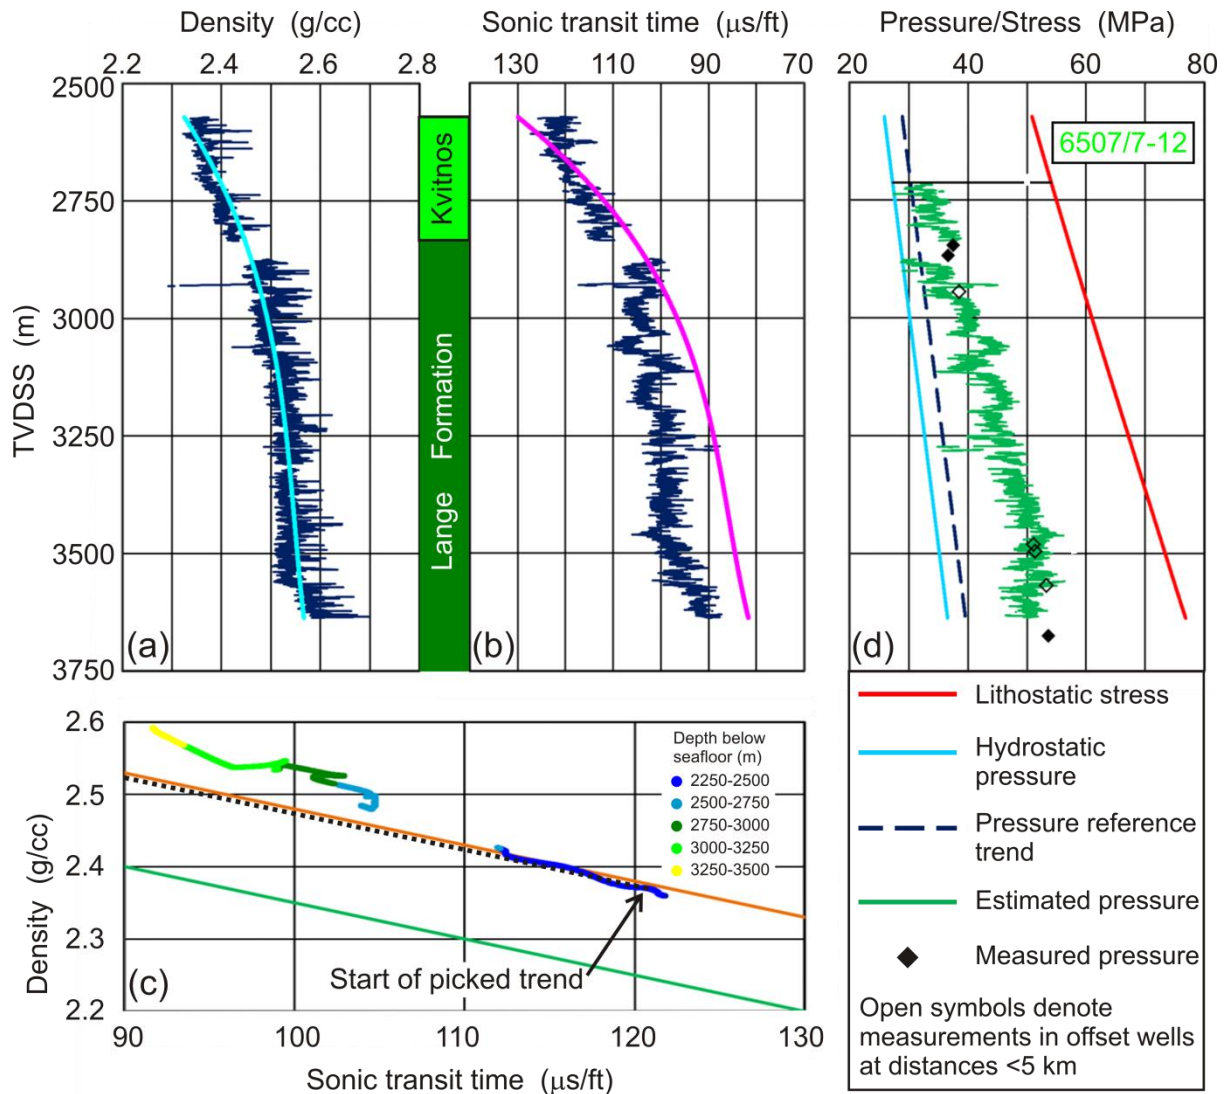 Density (g/cc)
Sonic transit time (μs/ft)
Pressure/Stress (MPa)
2.2 2.4 2.6 2.8
130 110 90 70
20 40 60 80
2500
2750
3000
3250
3500
3750
TVDSS (m)
Kvitnos
Lange Formation
6507/7-12
(a)
(b)
(d)
2.6
2.5
2.4
2.3
2.2
Density (g/cc)
Depth below
seafloor (m)
2250-2500
2500-2750
2750-3000
3000-3250
3250-3500
Start of picked trend
(c)
90 100 110 120 130
Sonic transit time (μs/ft)
Lithostatic stress
Hydrostatic
pressure
Pressure reference
trend
Estimated pressure
Measured pressure
Open symbols denote
measurements in offset wells
at distances <5 km